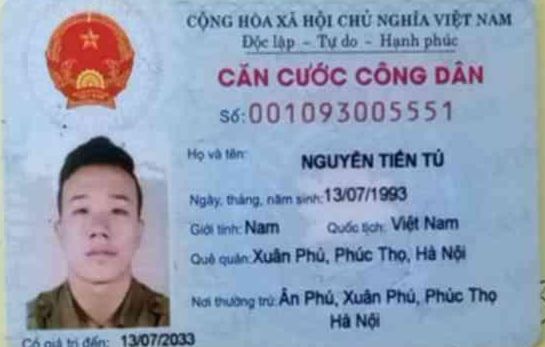 CỘNG HÒA XÃ HỘI CHỦ NGHĨA VIỆT NAM
Độc lập - Tự do - Hạnh phúc
CĂN CƯỚC CÔNG DÂN
Số: 001093005551
Họ và tên: NGUYỄN TIẾN TÚ
Ngày, tháng, năm sinh: 13/07/1993
Giới tính: Nam Quốc tịch: Việt Nam
Quê quán: Xuân Phú, Phúc Thọ, Hà Nội
Nơi thường trú: Ân Phú, Xuân Phú, Phúc Thọ
Hà Nội
Có giá trị đến: 13/07/2033